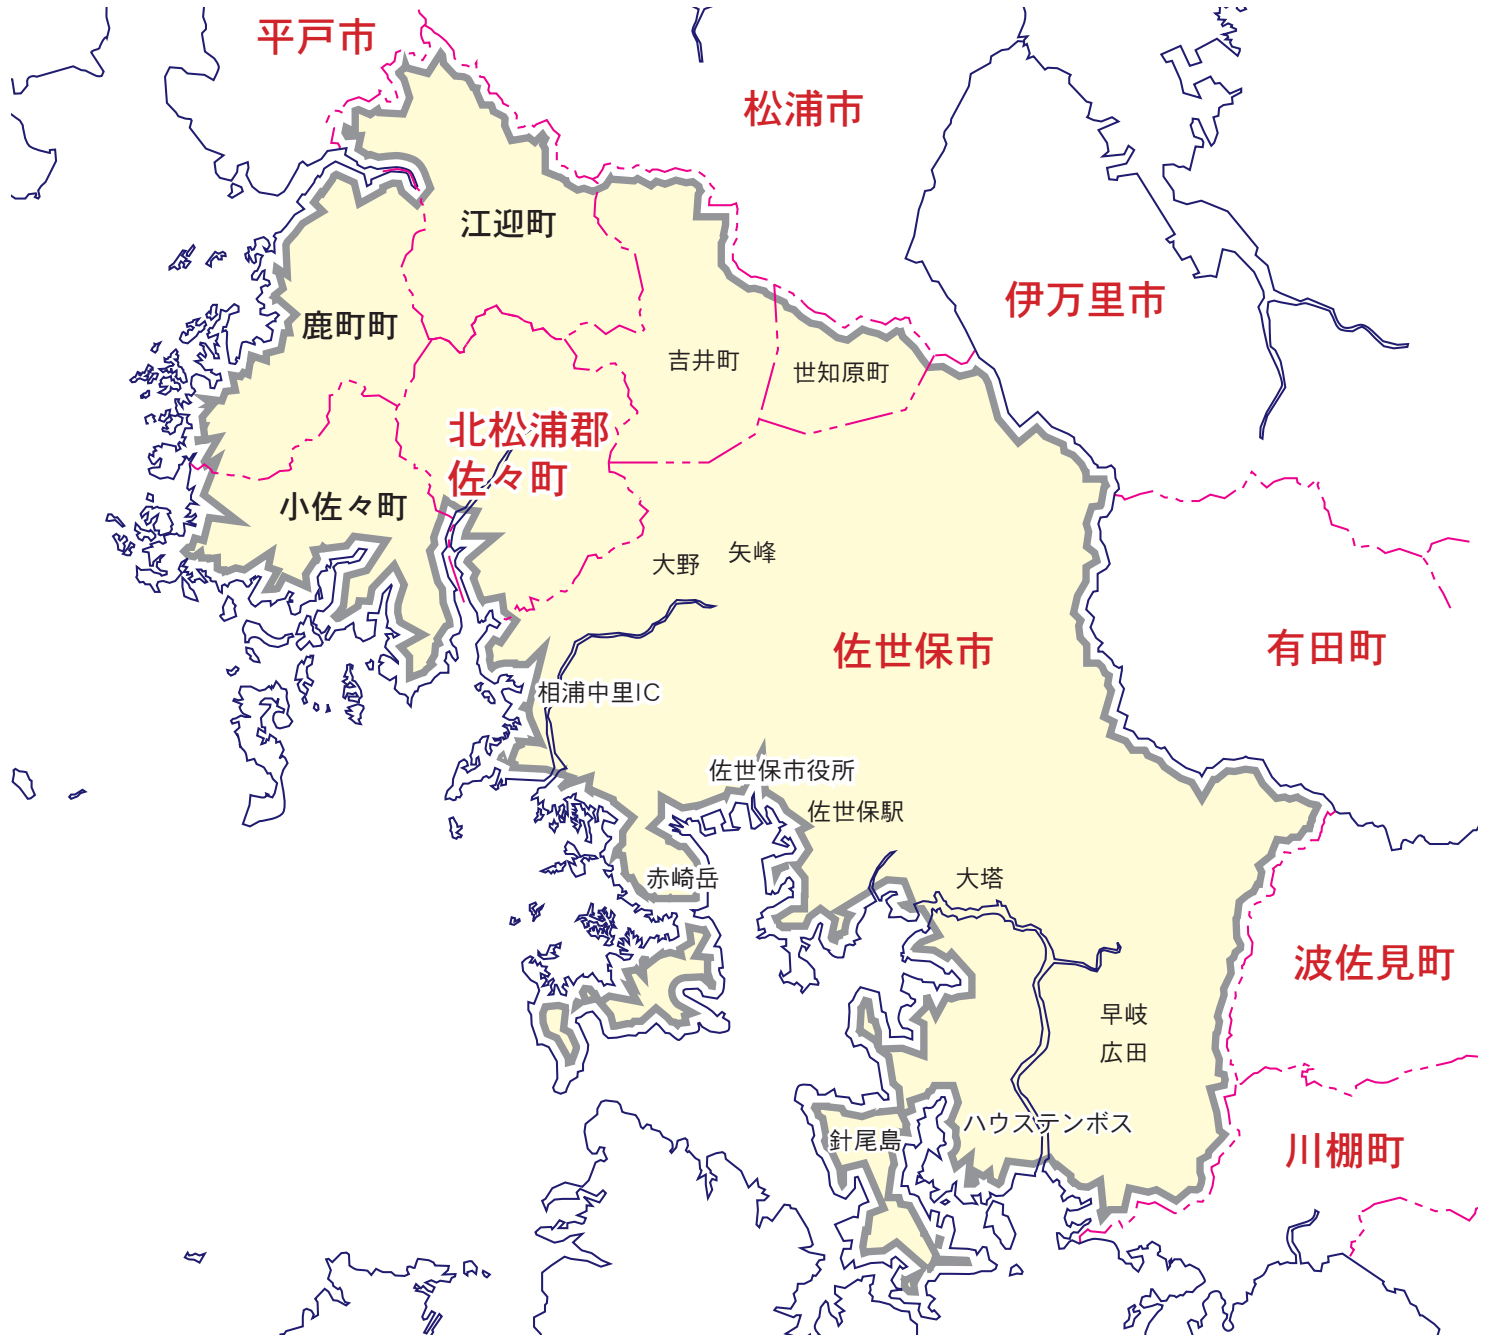 平戸市
松浦市
江迎町
伊万里市
鹿町町
吉井町
世知原町
北松浦郡
佐々町
小佐々町
大野
矢峰
佐世保市
有田町
相浦中里IC
佐世保市役所
佐世保駅
赤崎岳
大塔
波佐見町
早岐
広田
ハウステンボス
針尾島
川棚町